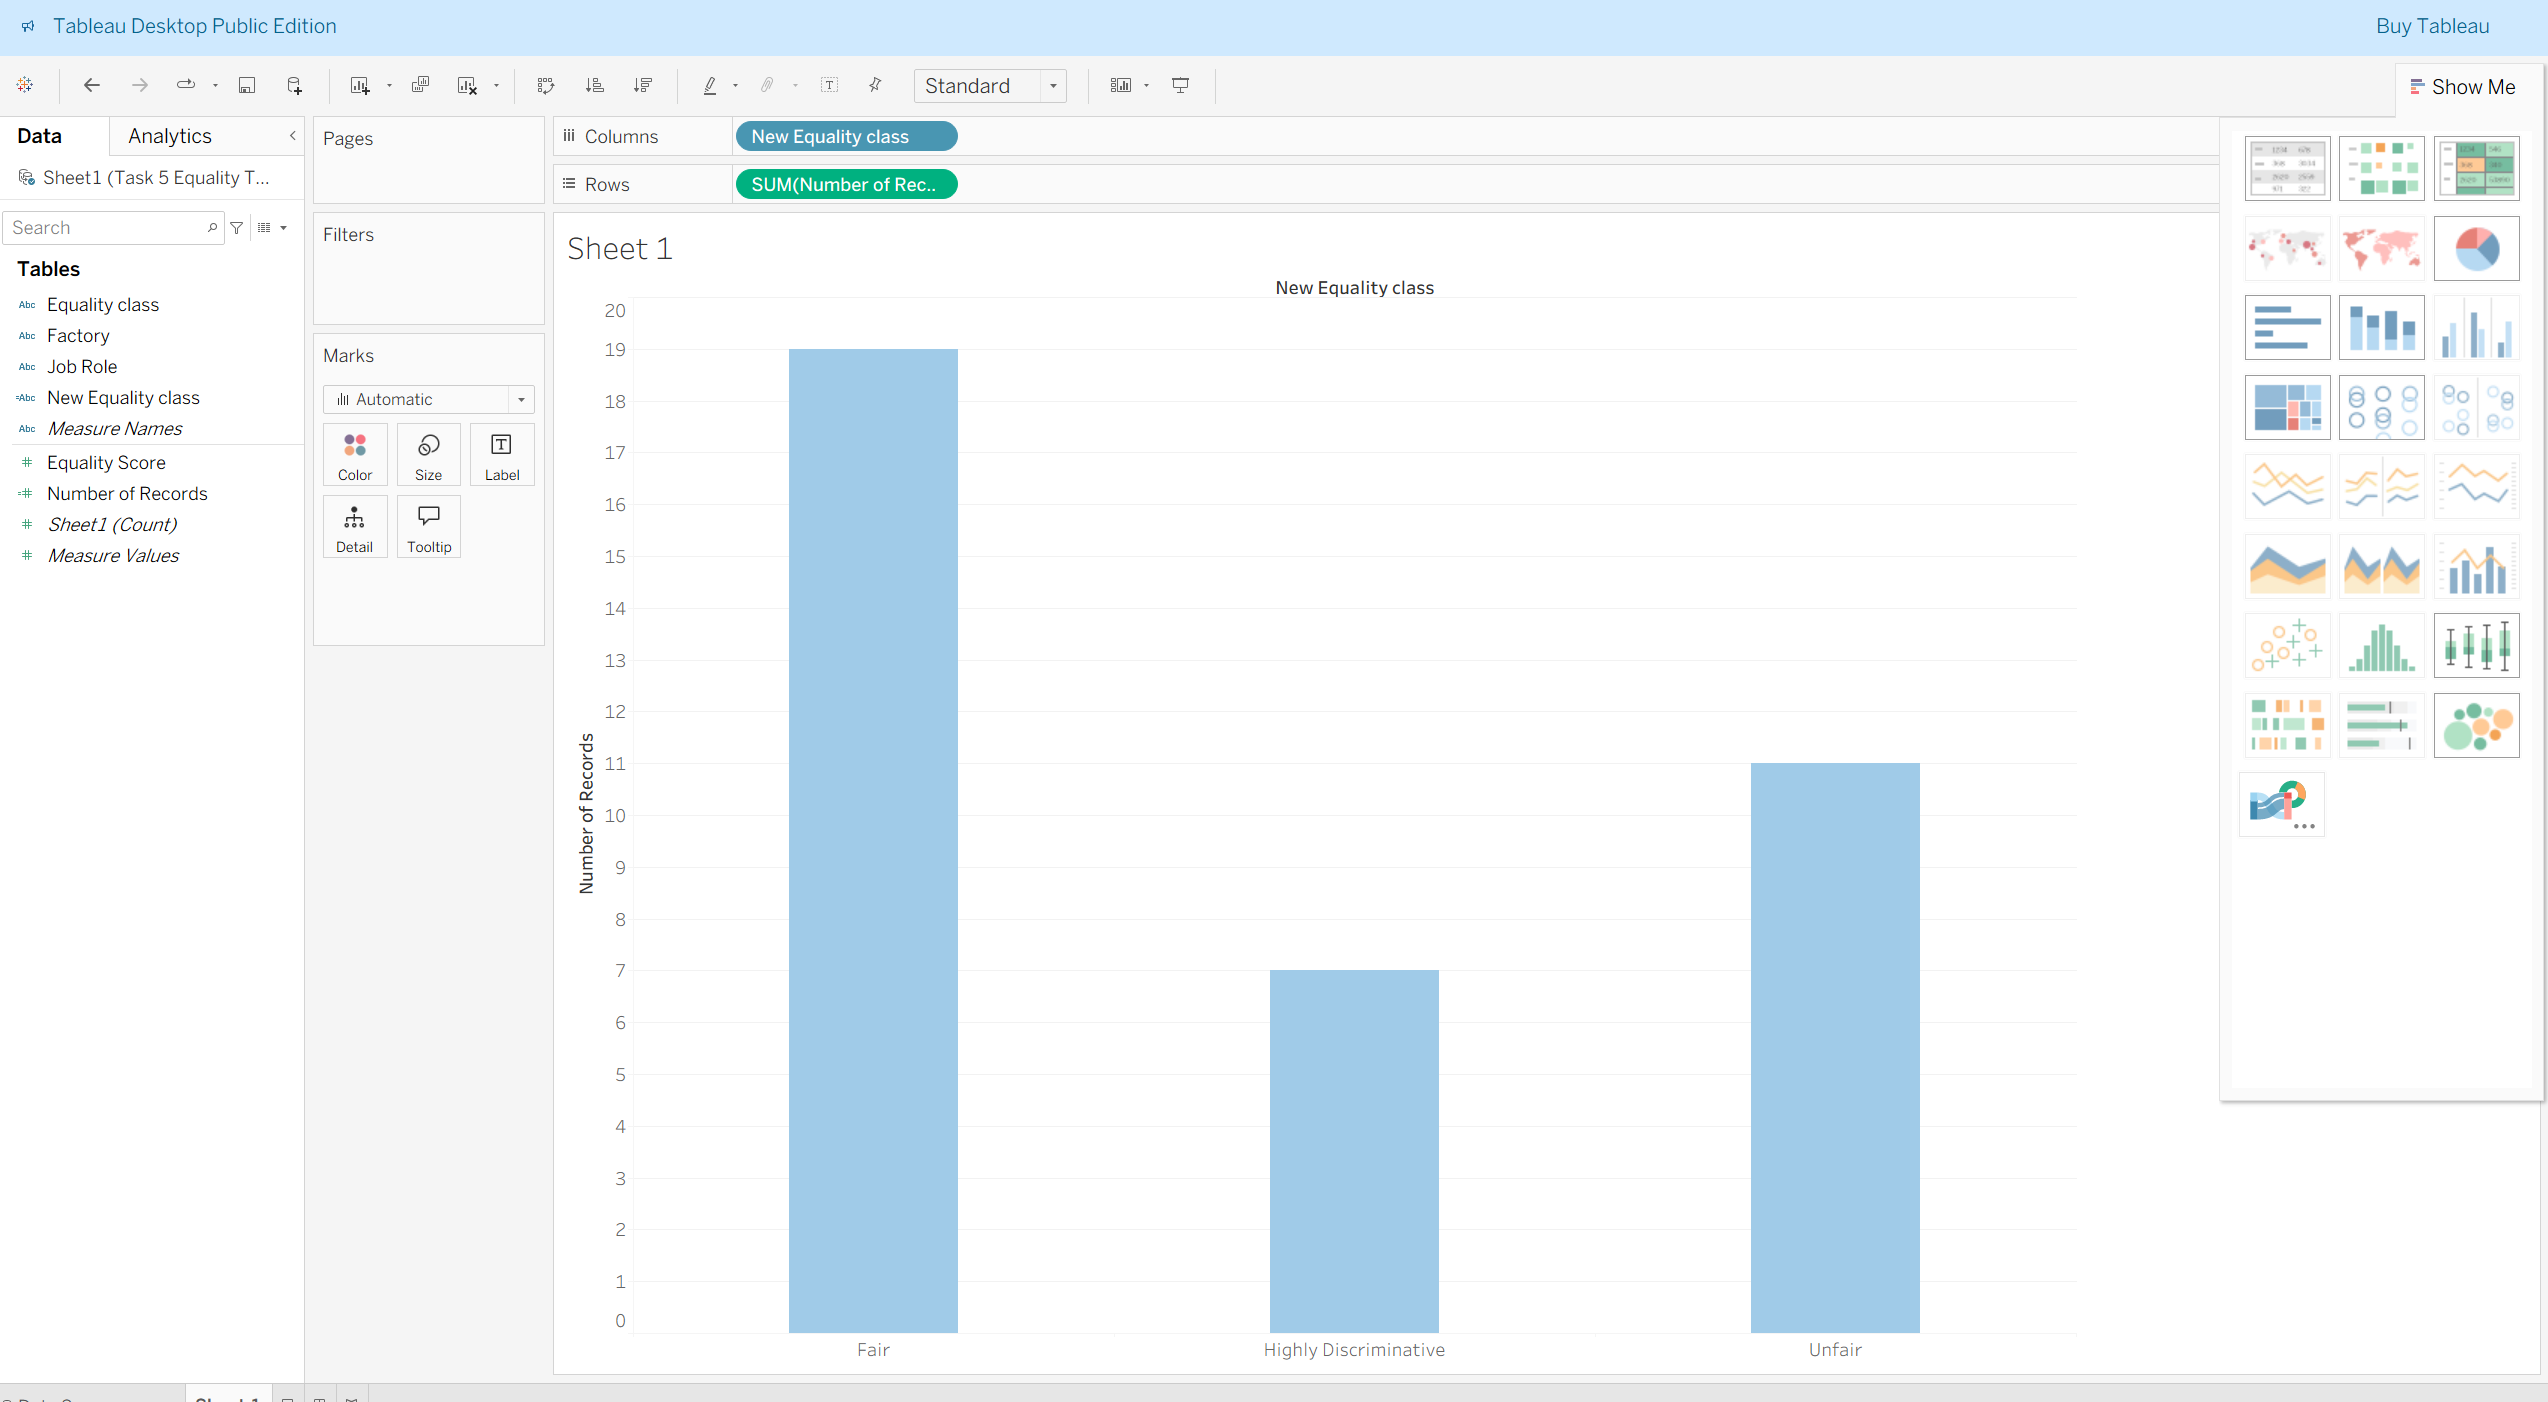 Tableau Desktop Public Edition
Buy Tableau
Standard
Show Me
Data
Analytics
Sheet1 (Task 5 Equality T...
Search
Tables
Abc Equality class
Abc Factory
Abc Job Role
=Abc New Equality class
Abc Measure Names
# Equality Score
=# Number of Records
# Sheet1 (Count)
# Measure Values
Pages
Filters
Marks
Automatic
Color
Size
Label
Detail
Tooltip
Columns
New Equality class
Rows
SUM(Number of Rec..
Sheet 1
New Equality class
20
19
18
17
16
15
14
13
12
11
10
9
8
7
6
5
4
3
2
1
0
Number of Records
Fair
Highly Discriminative
Unfair